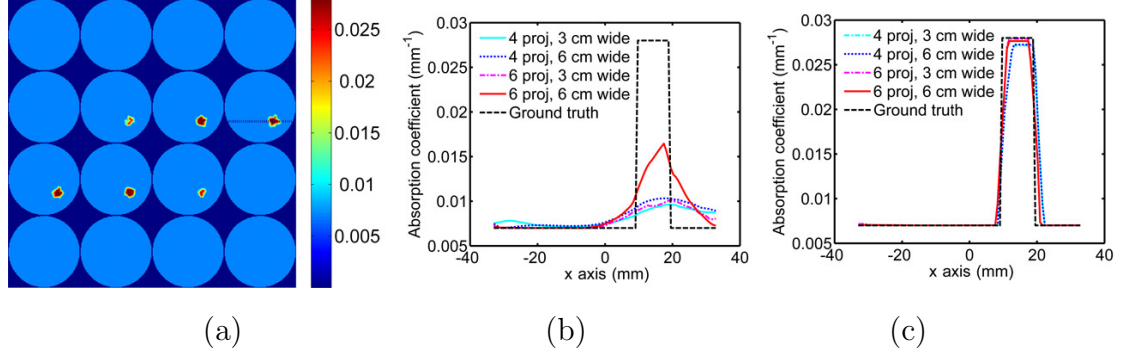 0.025
0.02
0.015
0.01
0.005
(a)
Absorption coefficient (mm⁻¹)
0.03
0.025
0.02
0.015
0.01
0.005
4 proj, 3 cm wide
4 proj, 6 cm wide
6 proj, 3 cm wide
6 proj, 6 cm wide
Ground truth
-40 -20 0 20 40
x axis (mm)
(b)
Absorption coefficient (mm⁻¹)
0.03
0.025
0.02
0.015
0.01
0.005
4 proj, 3 cm wide
4 proj, 6 cm wide
6 proj, 3 cm wide
6 proj, 6 cm wide
Ground truth
-40 -20 0 20 40
x axis (mm)
(c)